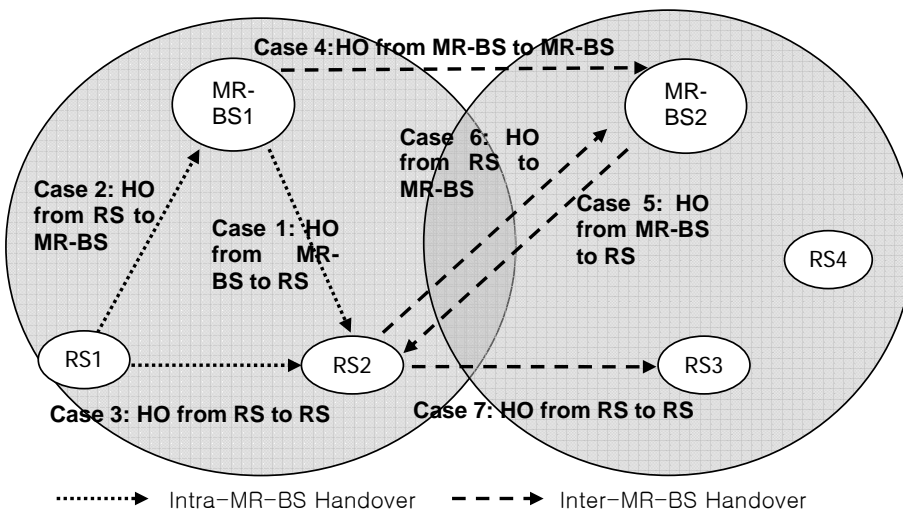 Case 4:HO from MR-BS to MR-BS
MR-
BS1
MR-
BS2
Case 6: HO
from RS to
MR-BS
Case 2: HO
from RS to
MR-BS
Case 1: HO
from MR-
BS to RS
Case 5: HO
from MR-BS
to RS
RS4
RS1
RS2
RS3
Case 3: HO from RS to RS
Case 7: HO from RS to RS
Intra-MR-BS Handover
Inter-MR-BS Handover